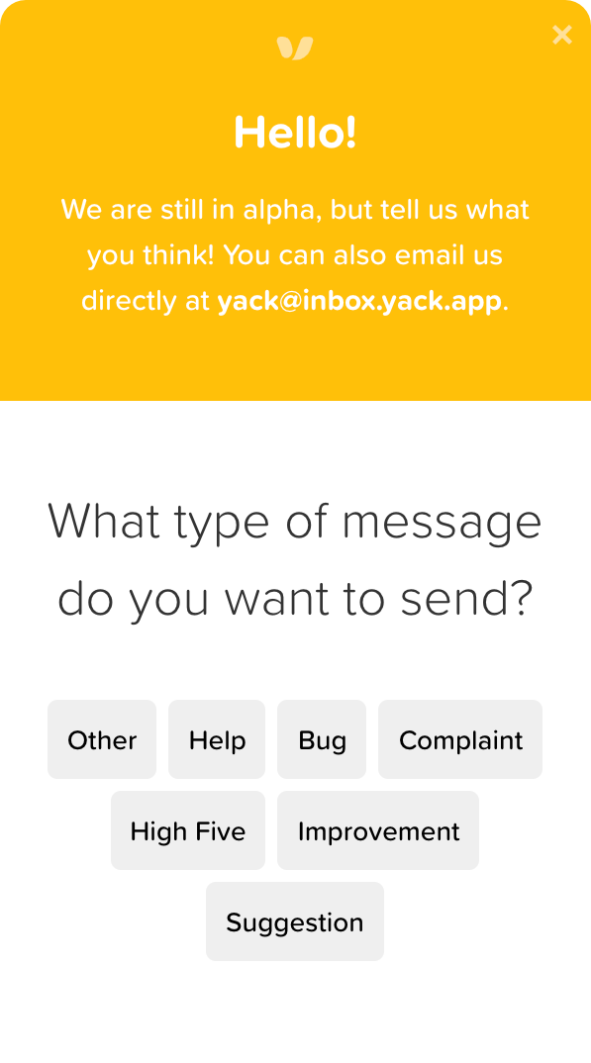 Hello!
We are still in alpha, but tell us what
you think! You can also email us
directly at yack@inbox.yack.app.
What type of message
do you want to send?
Other Help Bug Complaint
High Five Improvement
Suggestion